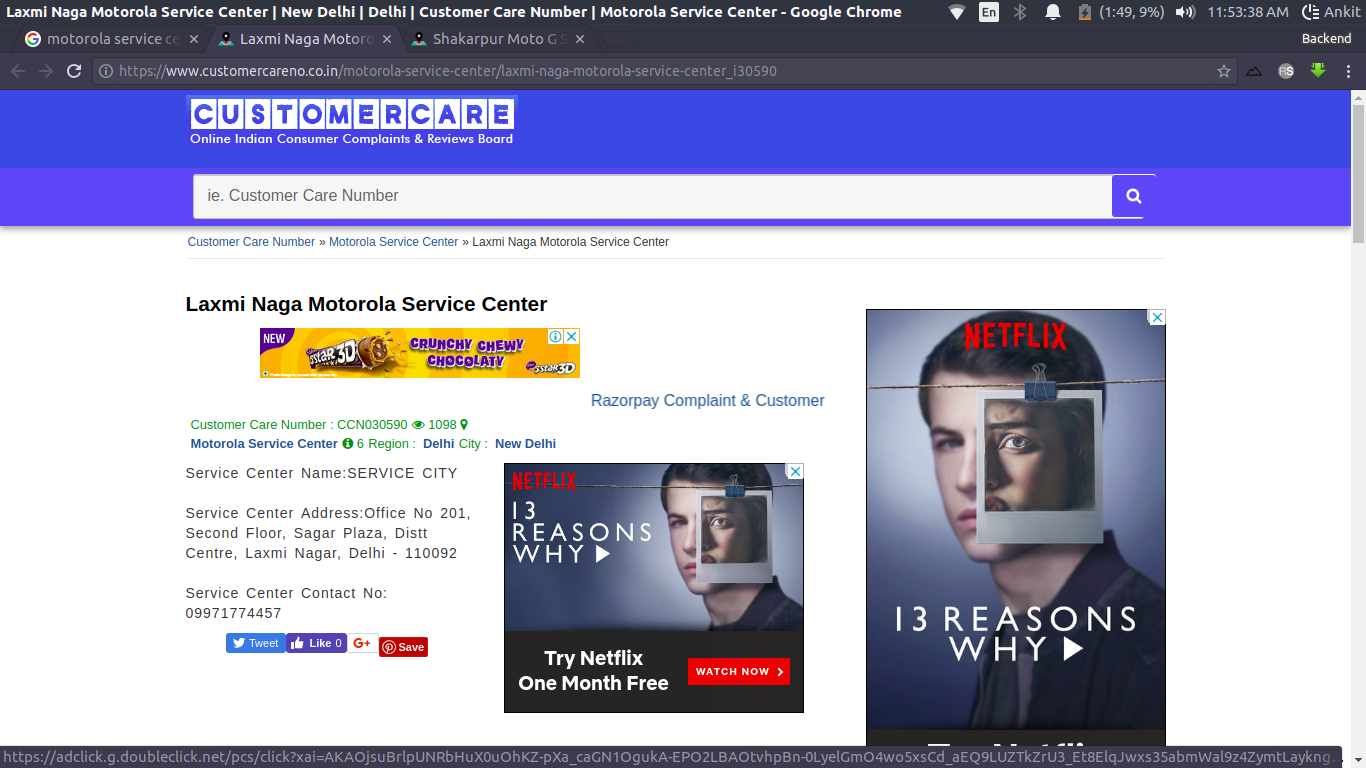 Laxmi Naga Motorola Service Center | New Delhi | Delhi | Customer Care Number | Motorola Service Center - Google Chrome
En
(1:49, 9%)
11:53:38 AM
Ankit
motorola service ce
Laxmi Naga Motoro
Shakarpur Moto G S
Backend
https://www.customercareno.co.in/motorola-service-center/laxmi-naga-motorola-service-center_i30590
RS
CUSTOMERCARE
Online Indian Consumer Complaints & Reviews Board
ie. Customer Care Number
Customer Care Number » Motorola Service Center » Laxmi Naga Motorola Service Center
Laxmi Naga Motorola Service Center
NEW
5STAR 3D
CRUNCHY CHEWY
CHOCOLATY
5STAR3D
Razorpay Complaint & Customer
Customer Care Number : CCN030590 1098
Motorola Service Center 6 Region : Delhi City : New Delhi
Service Center Name:SERVICE CITY
Service Center Address:Office No 201,
Second Floor, Sagar Plaza, Distt
Centre, Laxmi Nagar, Delhi - 110092
Service Center Contact No:
09971774457
Tweet
Like 0
G+
Save
NETFLIX
13
REASONS
WHY
Try Netflix
One Month Free
WATCH NOW
NETFLIX
13 REASONS
WHY
Try Netflix
https://adclick.g.doubleclick.net/pcs/click?xai=AKAOjsuBrlpUNRbHuX0uOhKZ-pXa_caGN1OgukA-EPO2LBAOtvhpBn-0LyelGmO4wo5xsCd_aEQ9LUZTkZrU3_Et8ElqJwxs35abmWal9z4ZymtLaykng...